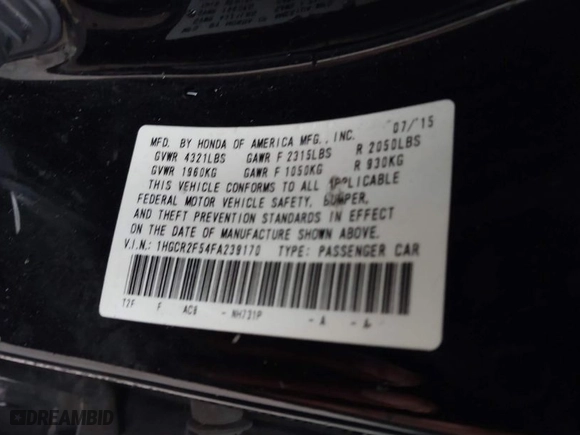 MFD. BY HONDA OF AMERICA MFG., INC. 07/15
GVWR 4321LBS GAWR F 2315LBS R 2050LBS
GVWR 1960KG GAWR F 1050KG R 930KG
THIS VEHICLE CONFORMS TO ALL APPLICABLE
FEDERAL MOTOR VEHICLE SAFETY, BUMPER,
AND THEFT PREVENTION STANDARDS IN EFFECT
ON THE DATE OF MANUFACTURE SHOWN ABOVE.
V.I.N.: 1HGCR2F54FA239170 TYPE: PASSENGER CAR
T2F F AC8 - NH731P - A - A-
DREAMBID